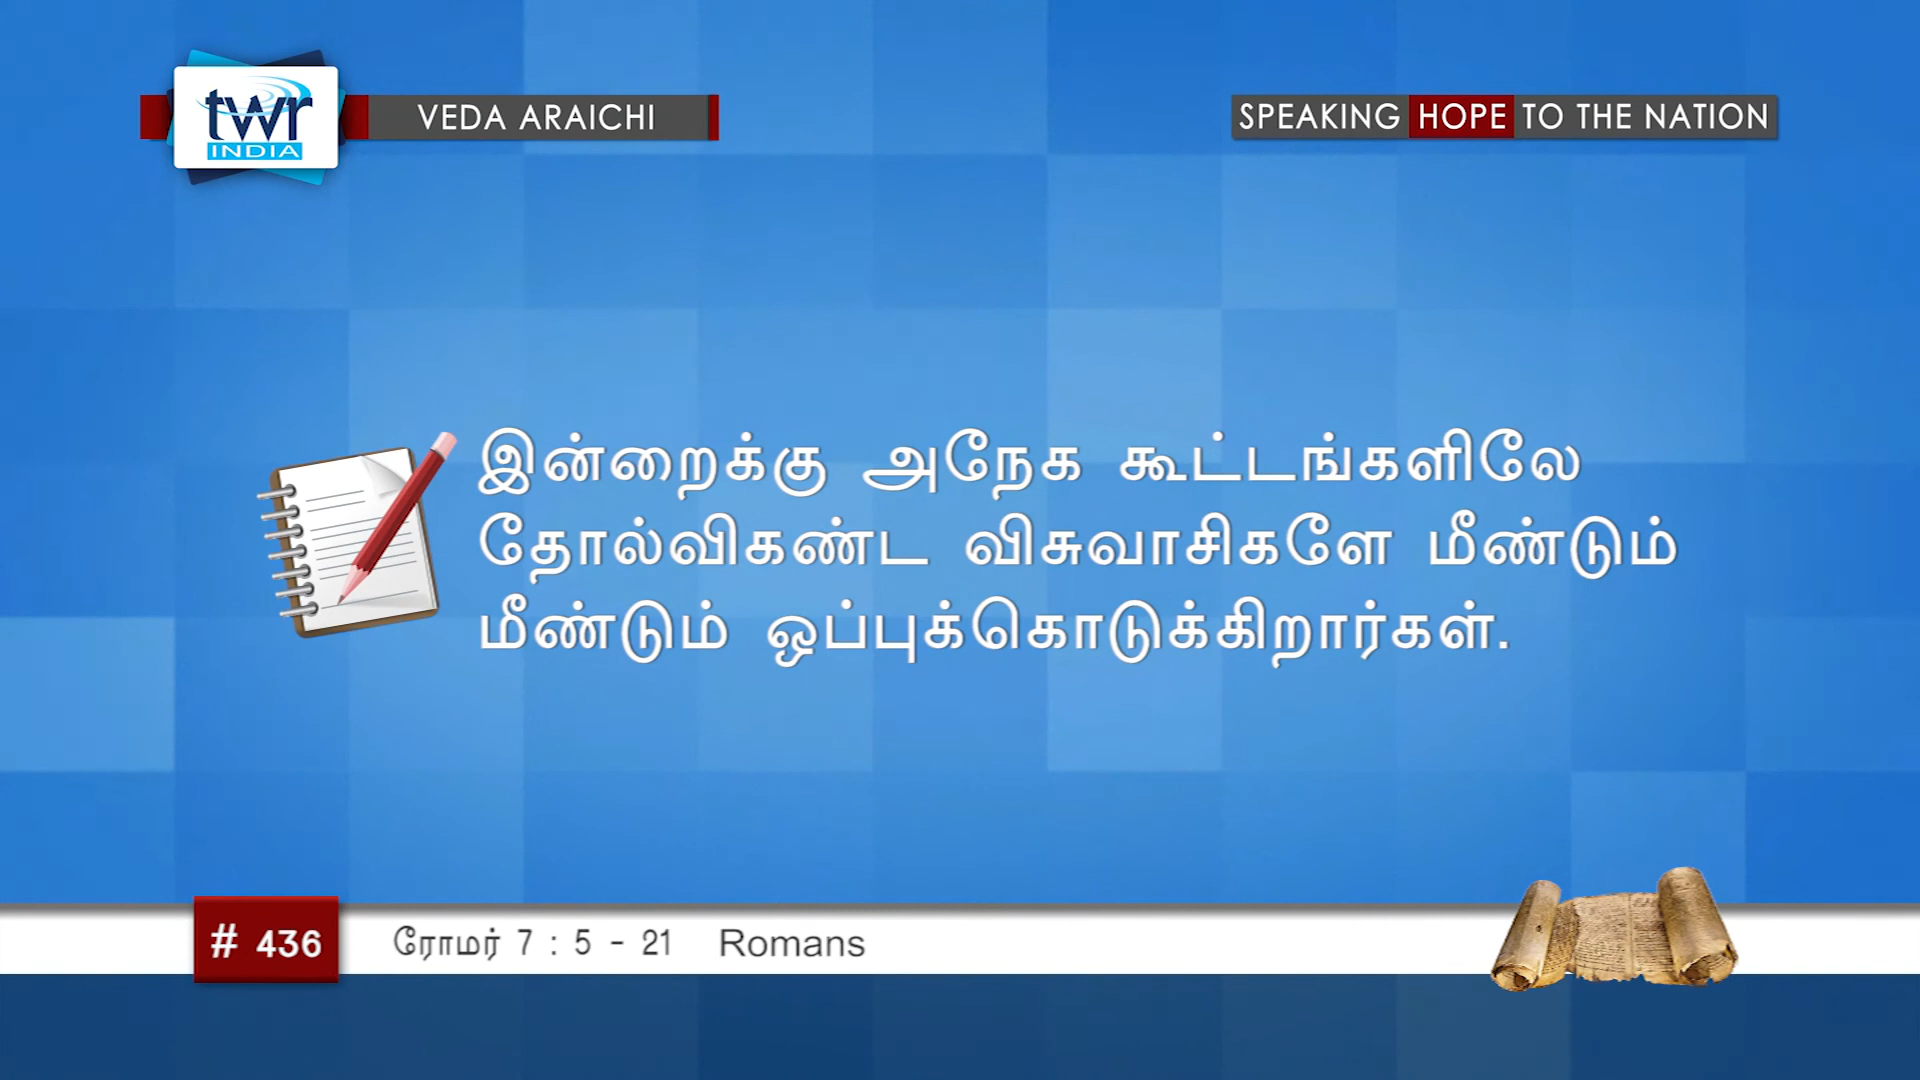 twr
INDIA
VEDA ARAICHI
SPEAKING HOPE TO THE NATION
இன்றைக்கு அநேக கூட்டங்களிலே
தோல்விகண்ட விசுவாசிகளே மீண்டும்
மீண்டும் ஒப்புக்கொடுக்கிறார்கள்.
# 436
ரோமர் 7 : 5 - 21 Romans